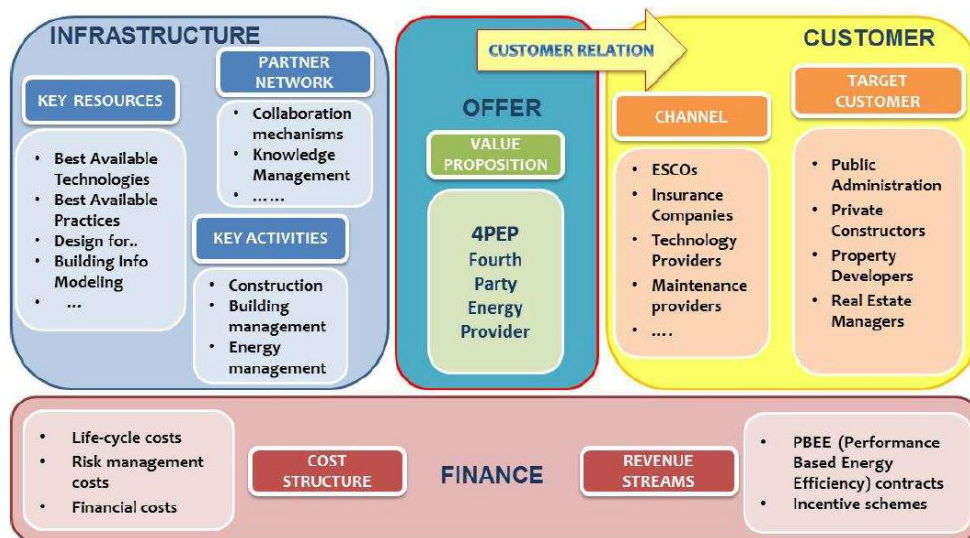 INFRASTRUCTURE
PARTNER
NETWORK
• Collaboration
mechanisms
• Knowledge
Management
• ……
KEY RESOURCES
• Best Available
Technologies
• Best Available
Practices
• Design for..
• Building Info
Modeling
• …
KEY ACTIVITIES
• Construction
• Building
management
• Energy
management
CUSTOMER RELATION
OFFER
VALUE
PROPOSITION
4PEP
Fourth
Party
Energy
Provider
CUSTOMER
CHANNEL
• ESCOs
• Insurance
Companies
• Technology
Providers
• Maintenance
providers
• ….
TARGET
CUSTOMER
• Public
Administration
• Private
Constructors
• Property
Developers
• Real Estate
Managers
• Life-cycle costs
• Risk management
costs
• Financial costs
COST
STRUCTURE
FINANCE
REVENUE
STREAMS
• PBEE (Performance
Based Energy
Efficiency) contracts
• Incentive schemes